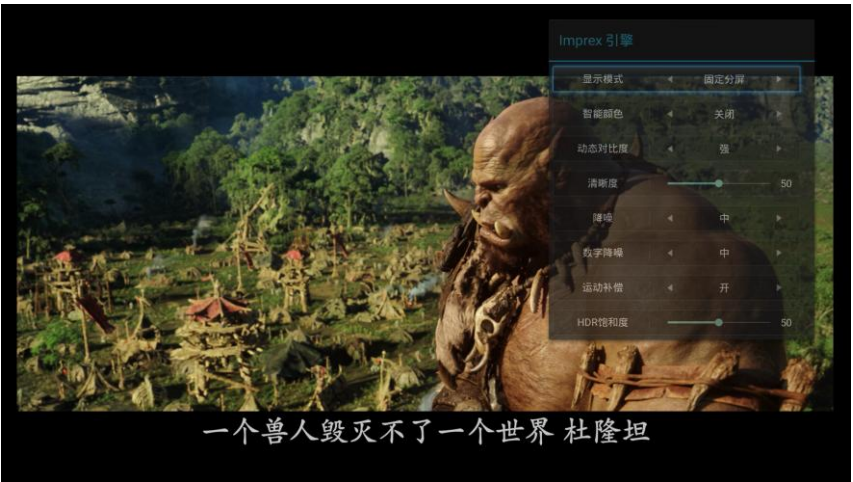 Imprex 引擎
显示模式 固定分屏
智能颜色 关闭
动态对比度 強
清晰度 50
降噪 中
数字降噪 中
运动补偿 开
HDR饱和度 50
一个兽人毁灭不了一个世界 杜隆坦